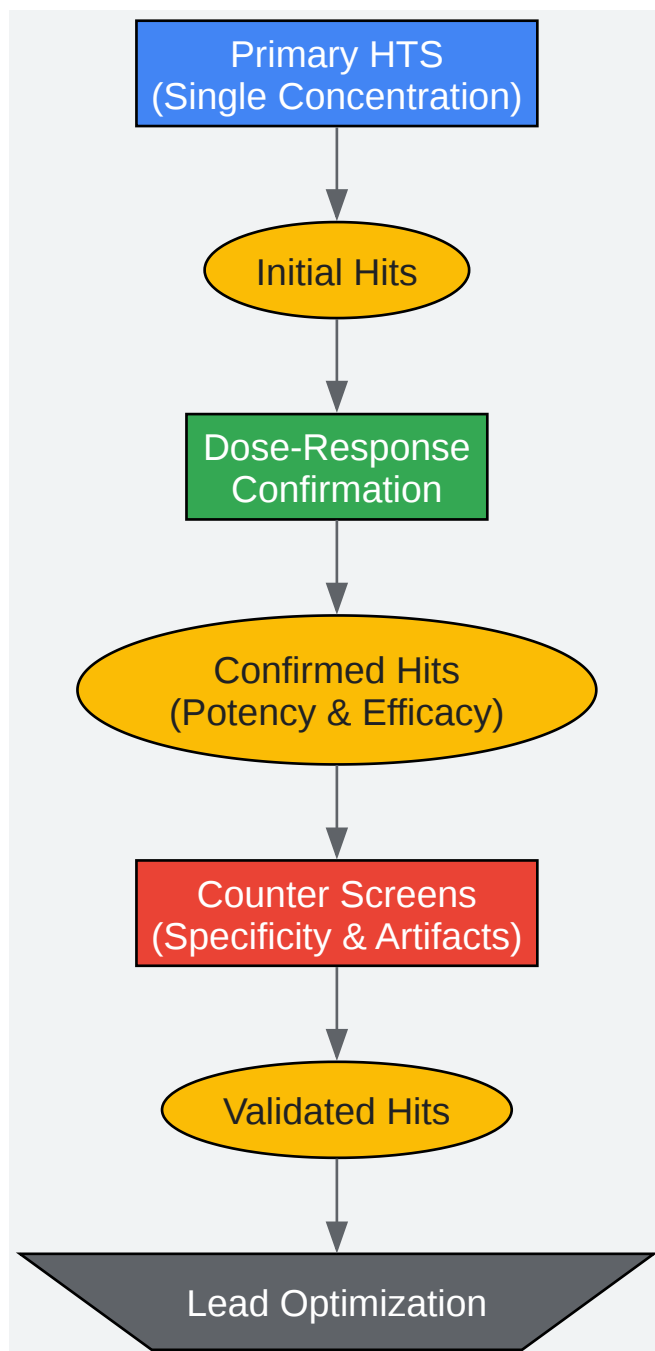 Primary HTS
(Single Concentration)
Initial Hits
Dose-Response
Confirmation
Confirmed Hits
(Potency & Efficacy)
Counter Screens
(Specificity & Artifacts)
Validated Hits
Lead Optimization